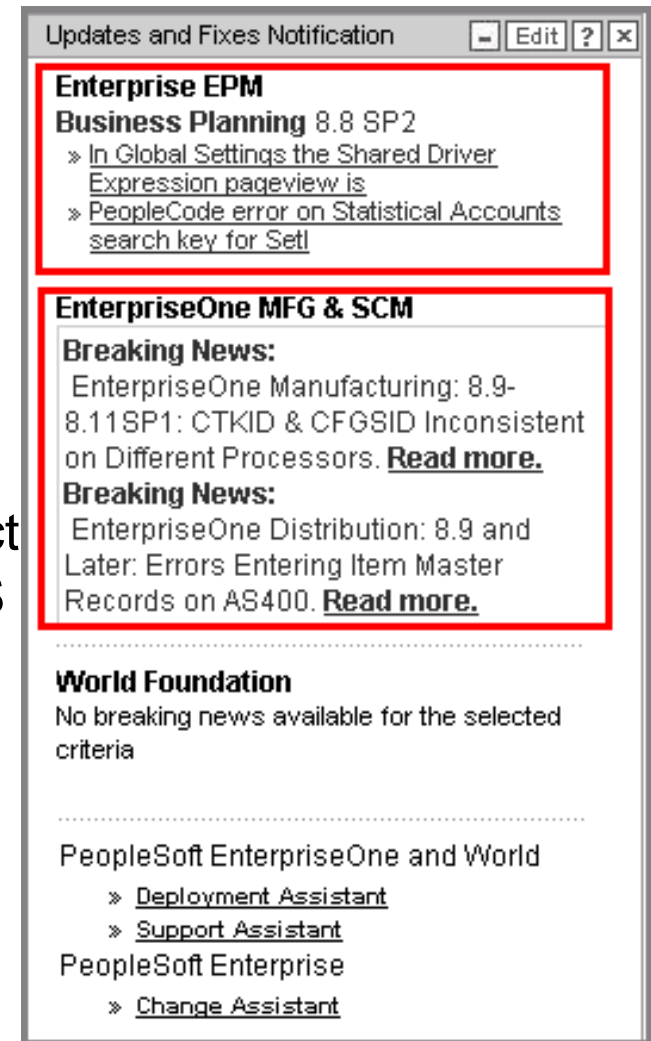 Updates and Fixes Notification - Edit ? x
Enterprise EPM
Business Planning 8.8 SP2
» In Global Settings the Shared Driver
Expression pageview is
» PeopleCode error on Statistical Accounts
search key for SetI
EnterpriseOne MFG & SCM
Breaking News:
EnterpriseOne Manufacturing: 8.9-
8.11SP1: CTKID & CFGSID Inconsistent
on Different Processors. Read more.
Breaking News:
EnterpriseOne Distribution: 8.9 and
Later: Errors Entering Item Master
Records on AS400. Read more.
World Foundation
No breaking news available for the selected
criteria
PeopleSoft EnterpriseOne and World
» Deployment Assistant
» Support Assistant
PeopleSoft Enterprise
» Change Assistant